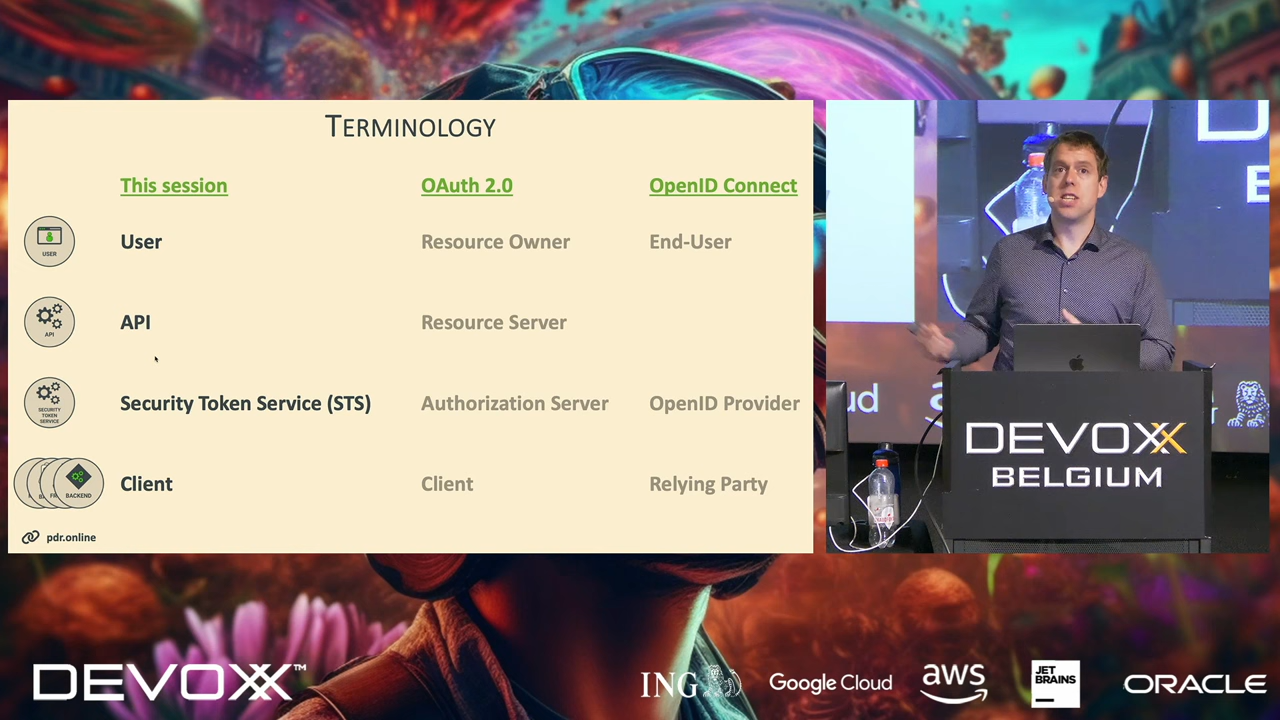 TERMINOLOGY
This session OAuth 2.0 OpenID Connect
USER
User Resource Owner End-User
API
API Resource Server
SECURITY
TOKEN
SERVICE
Security Token Service (STS) Authorization Server OpenID Provider
BACKEND
Client Client Relying Party
pdr.online
D
B
ud
DEVOXX
BELGIUM
DEVOXX™
ING
Google Cloud
aws
JET
BRAINS
ORACLE